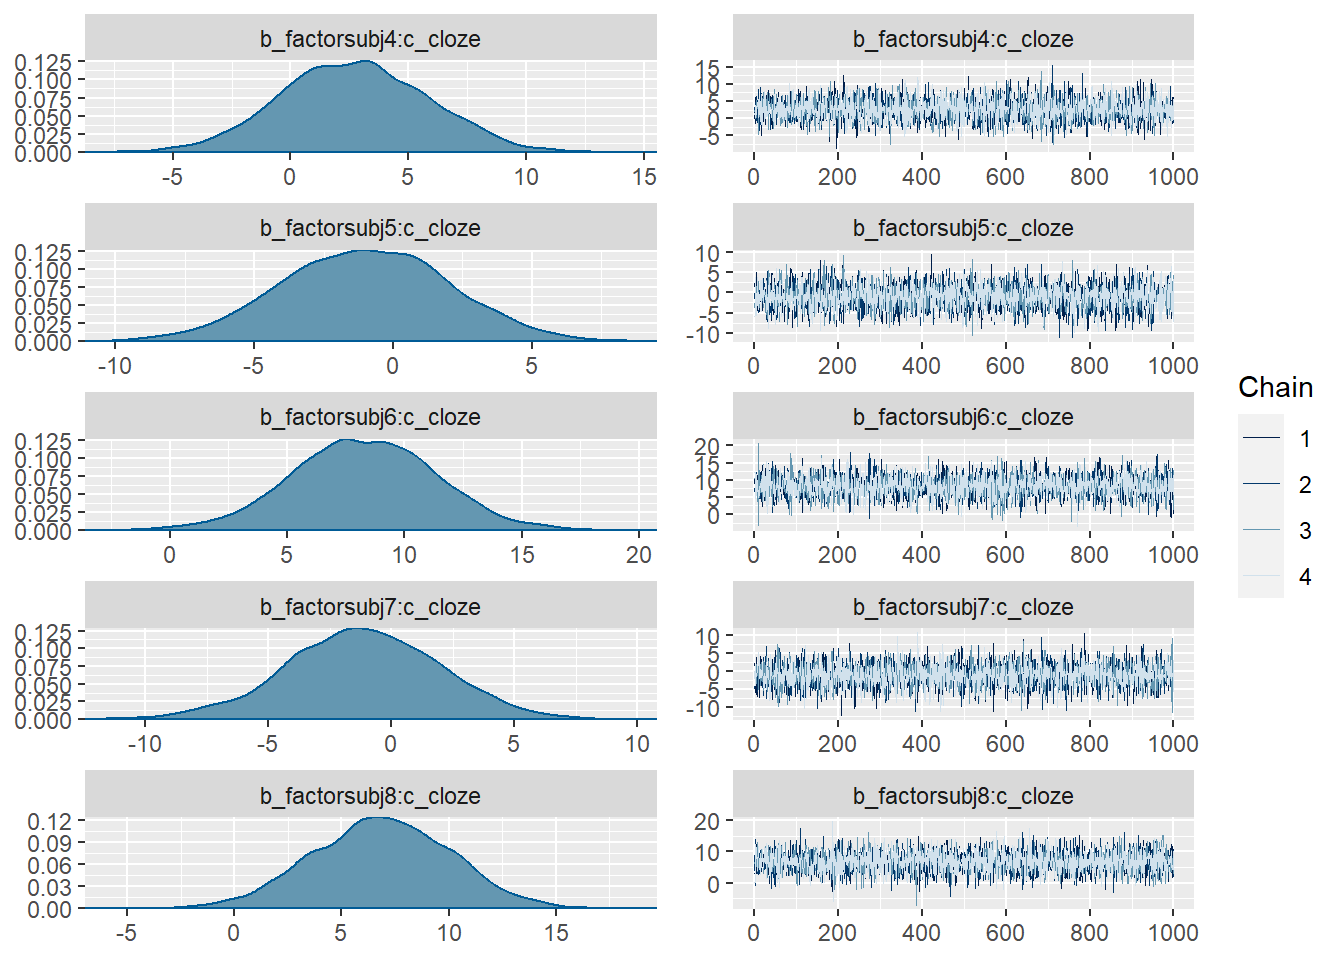 b_factorsubj4:c_cloze
0.125
0.100
0.075
0.050
0.025
0.000
-5 0 5 10 15
b_factorsubj4:c_cloze
15
10
5
0
-5
0 200 400 600 800 1000
b_factorsubj5:c_cloze
0.125
0.100
0.075
0.050
0.025
0.000
-10 -5 0 5
b_factorsubj5:c_cloze
10
5
0
-5
-10
0 200 400 600 800 1000
b_factorsubj6:c_cloze
0.125
0.100
0.075
0.050
0.025
0.000
0 5 10 15 20
b_factorsubj6:c_cloze
20
15
10
5
0
0 200 400 600 800 1000
b_factorsubj7:c_cloze
0.125
0.100
0.075
0.050
0.025
0.000
-10 -5 0 5 10
b_factorsubj7:c_cloze
10
5
0
-5
-10
0 200 400 600 800 1000
b_factorsubj8:c_cloze
0.12
0.09
0.06
0.03
0.00
-5 0 5 10 15
b_factorsubj8:c_cloze
20
10
0
0 200 400 600 800 1000
Chain
1
2
3
4